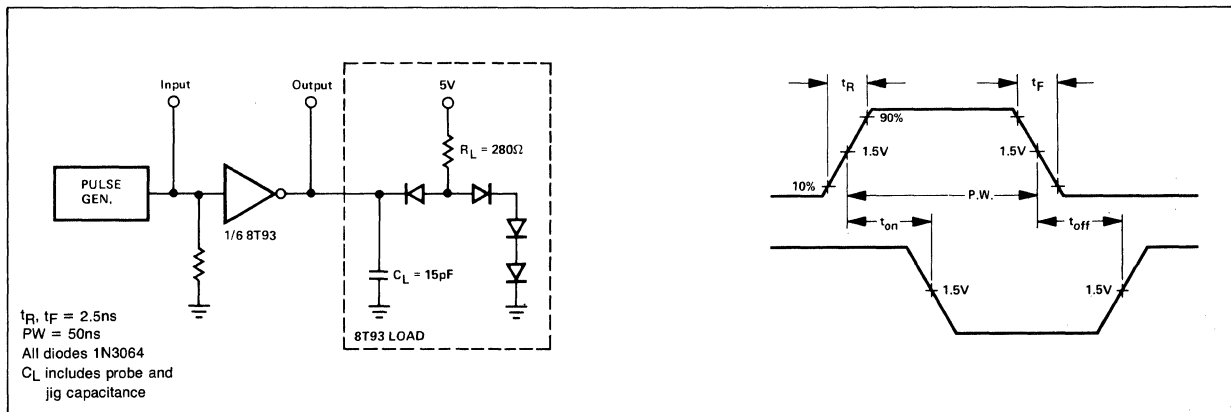 Input
Output
5V
R_L = 280Ω
PULSE
GEN.
1/6 8T93
C_L = 15pF
8T93 LOAD
t_R, t_F = 2.5ns
PW = 50ns
All diodes 1N3064
C_L includes probe and
jig capacitance
t_R
t_F
90%
1.5V
1.5V
10%
P.W.
t_on
t_off
1.5V
1.5V